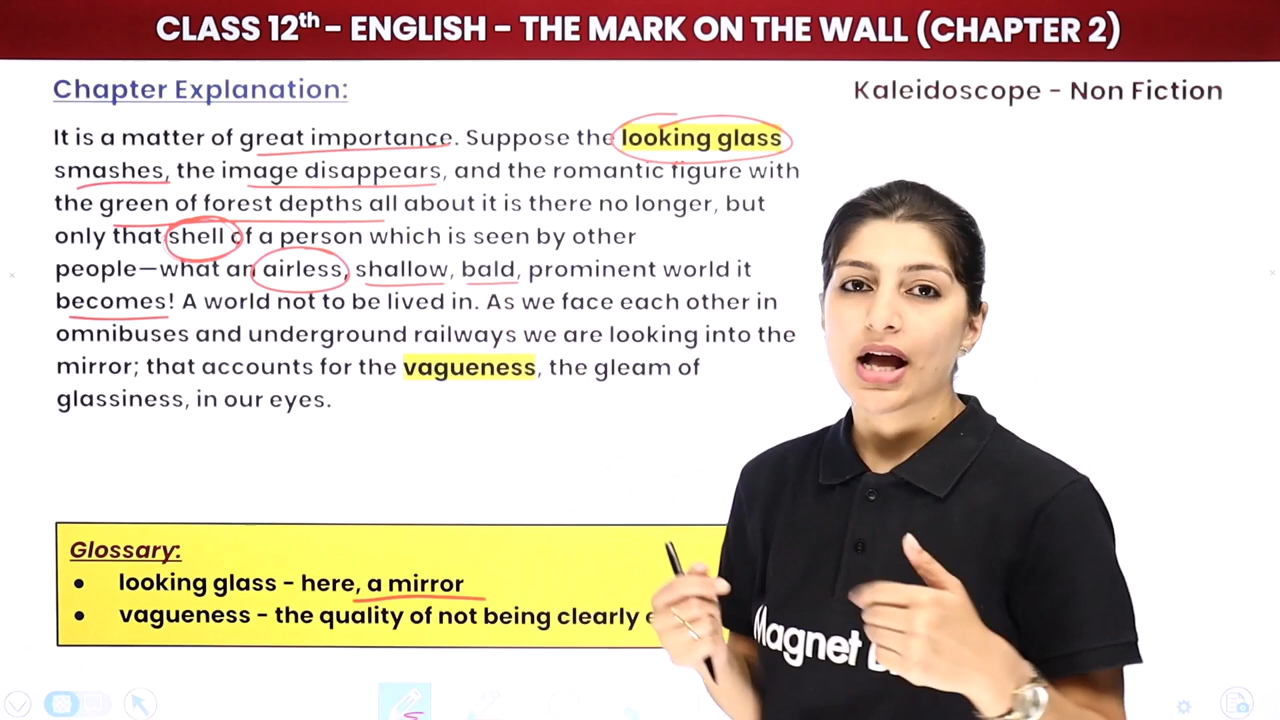 CLASS 12th - ENGLISH - THE MARK ON THE WALL (CHAPTER 2)
Chapter Explanation:
Kaleidoscope - Non Fiction
It is a matter of great importance. Suppose the looking glass
smashes, the image disappears, and the romantic figure with
the green of forest depths all about it is there no longer, but
only that shell of a person which is seen by other
people—what an airless, shallow, bald, prominent world it
becomes! A world not to be lived in. As we face each other in
omnibuses and underground railways we are looking into the
mirror; that accounts for the vagueness, the gleam of
glassiness, in our eyes.
Glossary:
• looking glass - here, a mirror
• vagueness - the quality of not being clearly
Magnet